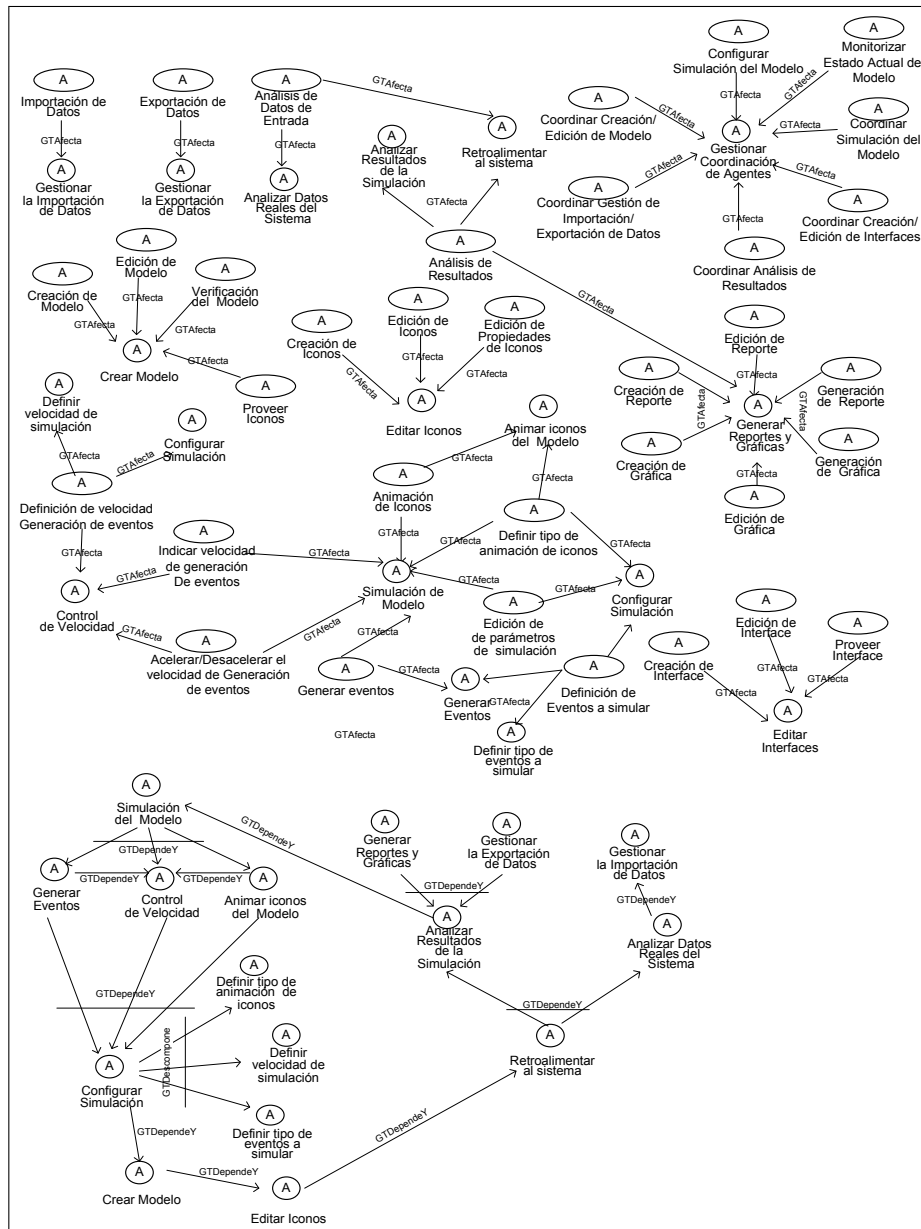 A
Configurar
Simulación del Modelo
A
Monitorizar
Estado Actual de
Modelo
A
Importación de
Datos
A
Exportación de
Datos
A
Análisis de
Datos de
Entrada
GTAfecta
GTAfecta
GTAfecta
A
Coordinar Creación/
Edición de Modelo
GTAfecta
A
Coordinar
Simulación del
Modelo
GTAfecta
GTAfecta
GTAfecta
GTAfecta
A
Gestionar
la Importación
de Datos
A
Gestionar
la Exportación
de Datos
A
Analizar Datos
Reales del
Sistema
A
Analizar
Resultados
de la
Simulación
A
Retroalimentar
al sistema
A
Gestionar
Coordinación
de Agentes
A
Coordinar Gestión de
Importación/
Exportación de Datos
GTAfecta
GTAfecta
A
Coordinar Creación/
Edición de Interfaces
GTAfecta
GTAfecta
A
Análisis de
Resultados
A
Coordinar Análisis de
Resultados
A
Edición de
Modelo
A
Creación de
Modelo
A
Verificación
del Modelo
GTAfecta
GTAfecta
GTAfecta
A
Crear Modelo
GTAfecta
A
Proveer
Iconos
A
Creación de
Iconos
A
Edición de
Iconos
A
Edición de
Propiedades
de Iconos
GTAfecta
GTAfecta
GTAfecta
GTAfecta
A
Editar Iconos
A
Edición de
Reporte
A
Creación de
Reporte
GTAfecta
GTAfecta
A
Generación
de Reporte
GTAfecta
A
Generar
Reportes y
Gráficas
A
Creación de
Gráfica
GTAfecta
GTAfecta
A
Generación
de Gráfica
GTAfecta
A
Edición de
Gráfica
A
Definir
velocidad de
simulación
A
Configurar
Simulación
GTAfecta
GTAfecta
A
Definición de velocidad
Generación de eventos
A
Animar iconos
del Modelo
GTAfecta
GTAfecta
A
Animación
de Iconos
A
Definir tipo de
animación de iconos
GTAfecta
A
Indicar velocidad
de generación
De eventos
GTAfecta
GTAfecta
GTAfecta
GTAfecta
GTAfecta
A
Control
de Velocidad
A
Simulación
de Modelo
GTAfecta
GTAfecta
A
Configurar
Simulación
A
Edición de
de parámetros
de simulación
GTAfecta
A
Acelerar/Desacelerar el
velocidad de Generación
de eventos
GTAfecta
GTAfecta
A
Generar eventos
GTAfecta
A
Generar
Eventos
A
Definición de
Eventos a simular
GTAfecta
GTAfecta
A
Definir tipo de
eventos a
simular
A
Edición de
Interface
A
Creación de
Interface
A
Proveer
Interface
GTAfecta
GTAfecta
GTAfecta
A
Editar
Interfaces
A
Simulación
del Modelo
GTDependeY
GTDependeY
A
Generar
Eventos
GTDependeY
A
Control
de Velocidad
GTDependeY
A
Animar iconos
del Modelo
A
Generar
Reportes y
Gráficas
A
Gestionar
la Exportación
de Datos
GTDependeY
A
Gestionar
la Importación
de Datos
GTDependeY
A
Analizar
Resultados
de la
Simulación
A
Analizar Datos
Reales del
Sistema
GTDependeY
GTDependeY
A
Definir tipo de
animación de
iconos
A
Retroalimentar
al sistema
A
Configurar
Simulación
GTDescompone
A
Definir
velocidad de
simulación
A
Definir tipo de
eventos a
simular
GTDependeY
GTDependeY
A
Crear Modelo
GTDependeY
A
Editar Iconos